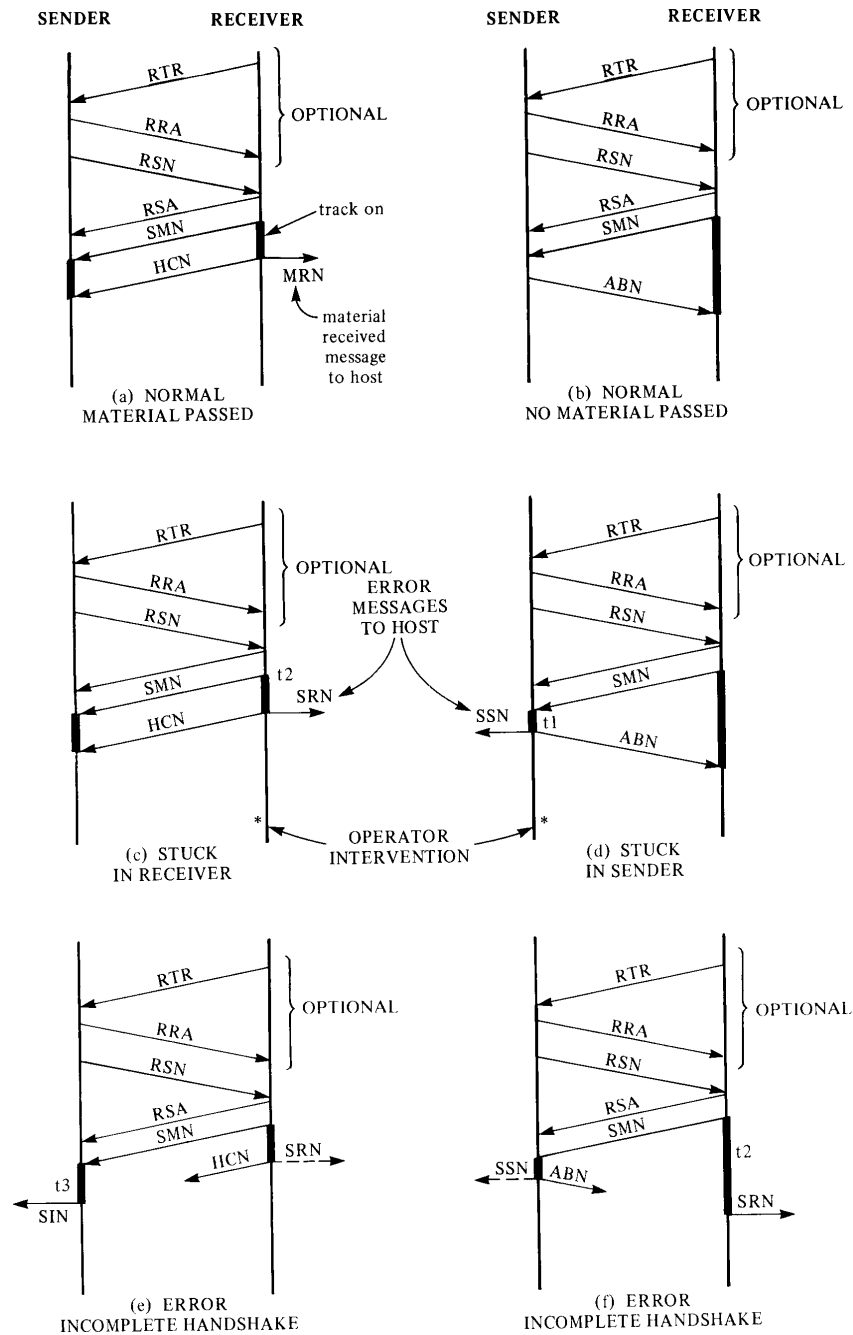 SENDER
RECEIVER
RTR
OPTIONAL
RRA
RSN
RSA
track on
SMN
HCN
MRN
material
received
message
to host
(a) NORMAL
MATERIAL PASSED
SENDER
RECEIVER
RTR
OPTIONAL
RRA
RSN
RSA
SMN
ABN
(b) NORMAL
NO MATERIAL PASSED
RTR
OPTIONAL
RRA
RSN
SMN
t2
SRN
HCN
*
(c) STUCK
IN RECEIVER
ERROR
MESSAGES
TO HOST
OPERATOR
INTERVENTION
RTR
OPTIONAL
RRA
RSN
SMN
SSN
t1
ABN
*
(d) STUCK
IN SENDER
RTR
OPTIONAL
RRA
RSN
RSA
SMN
HCN
SRN
t3
SIN
(e) ERROR
INCOMPLETE HANDSHAKE
RTR
OPTIONAL
RRA
RSN
RSA
SMN
t2
SSN
ABN
SRN
(f) ERROR
INCOMPLETE HANDSHAKE